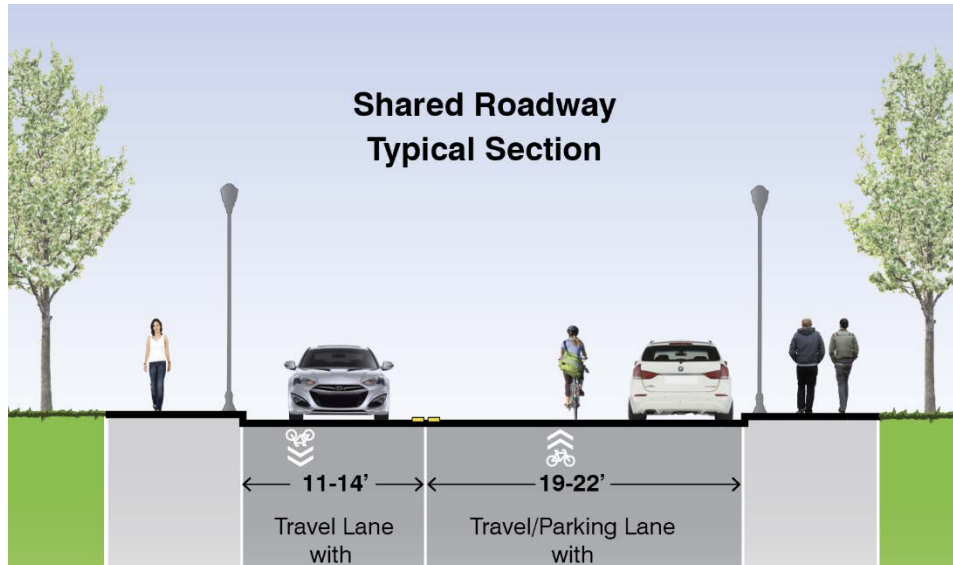 Shared Roadway
Typical Section
11-14' 19-22'
Travel Lane Travel/Parking Lane
with with